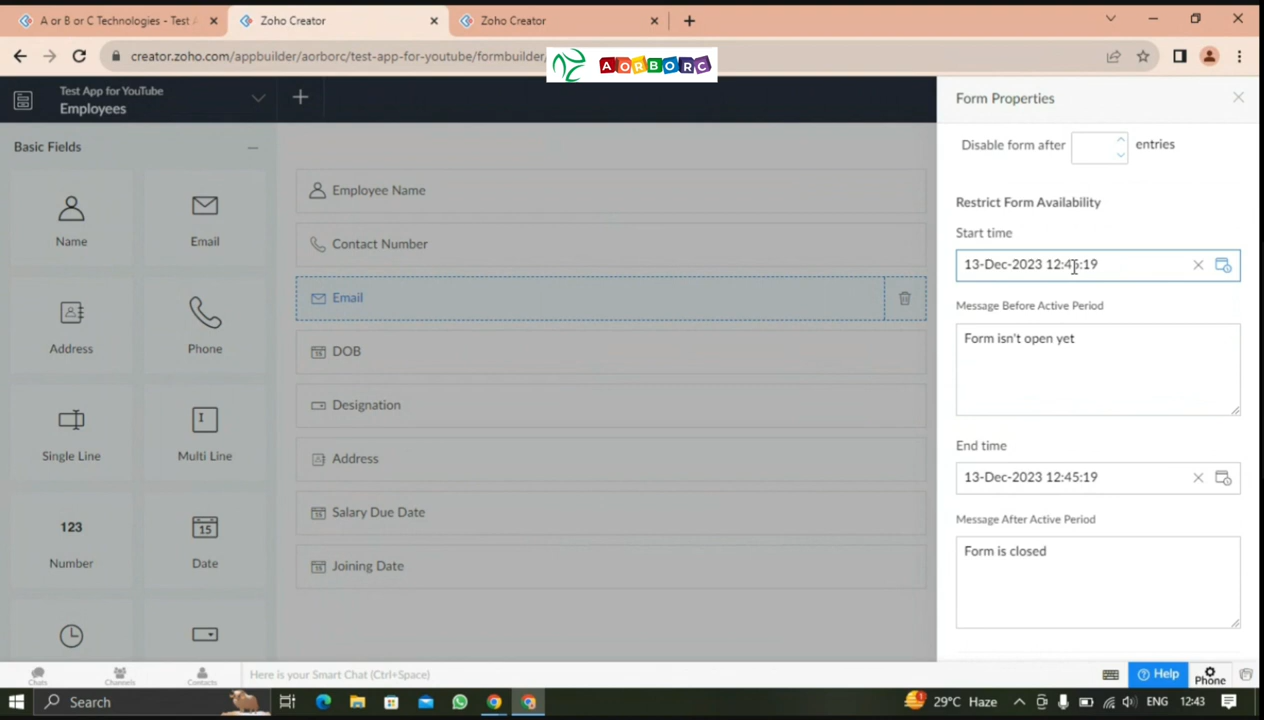 A or B or C Technologies - Test
Zoho Creator
Zoho Creator
creator.zoho.com/appbuilder/aorborc/test-app-for-youtube/formbuilder/
AORBORC
Test App for YouTube
Employees
Form Properties
Basic Fields
Name
Email
Address
Phone
Single Line
Multi Line
123
Number
15
Date
Employee Name
Contact Number
Email
DOB
Designation
Address
Salary Due Date
Joining Date
Disable form after
entries
Restrict Form Availability
Start time
13-Dec-2023 12:45:19
Message Before Active Period
Form isn't open yet
End time
13-Dec-2023 12:45:19
Message After Active Period
Form is closed
Chats
Channels
Contacts
Here is your Smart Chat (Ctrl+Space)
Help
Phone
Search
29°C Haze
ENG
12:43